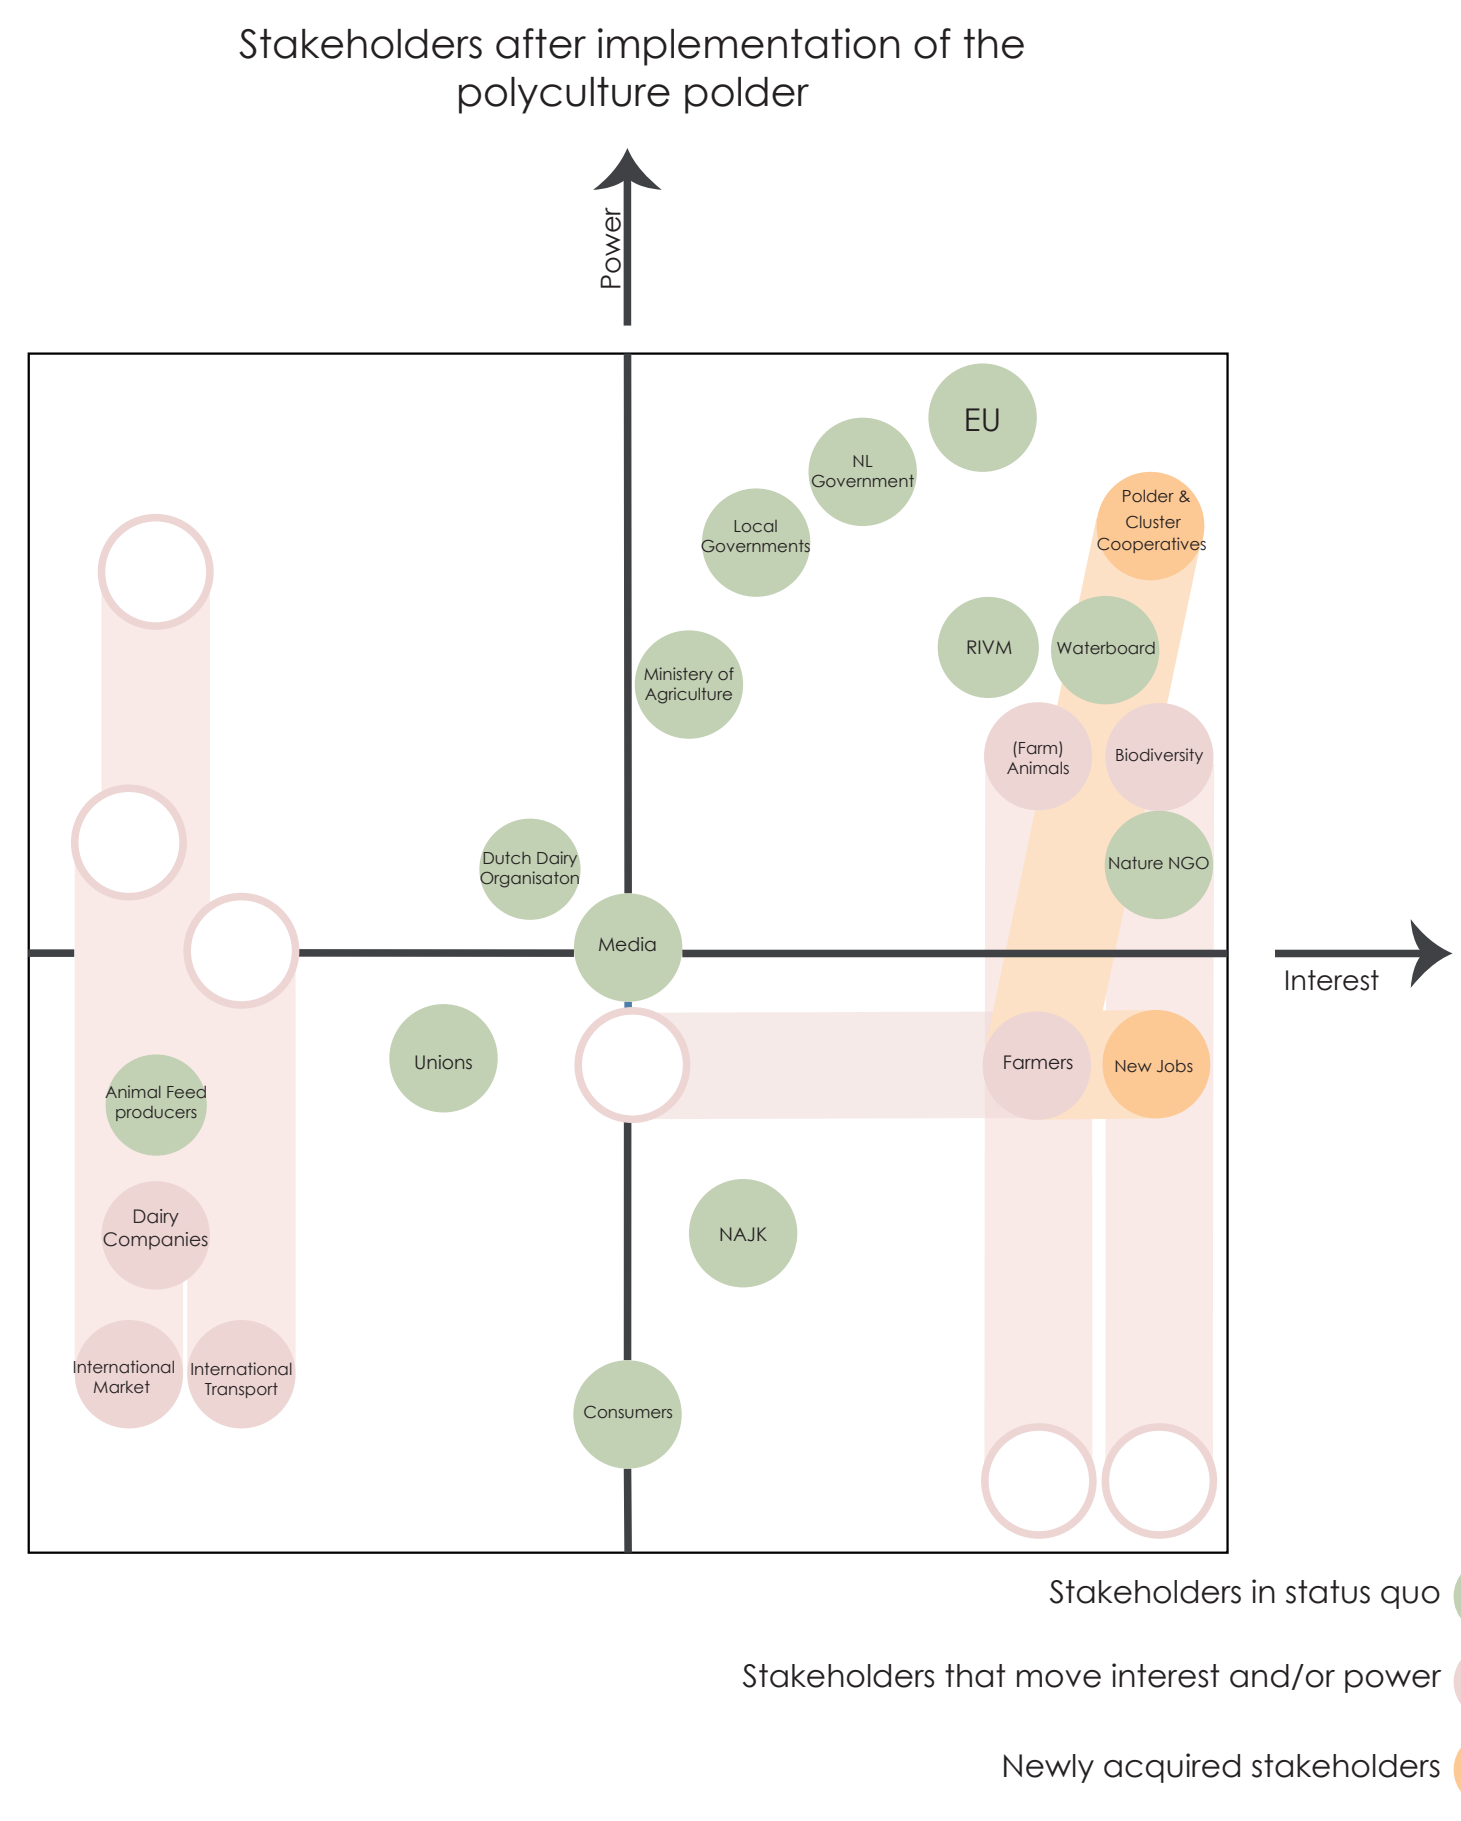 Stakeholders after implementation of the
polyculture polder
Power
EU
NL
Government
Polder &
Cluster
Cooperatives
Local
Governments
RIVM
Waterboard
Ministery of
Agriculture
(Farm)
Animals
Biodiversity
Dutch Dairy
Organisaton
Nature NGO
Media
Interest
Unions
Farmers
New Jobs
Animal Feed
producers
Dairy
Companies
NAJK
International
Market
International
Transport
Consumers
Stakeholders in status quo
Stakeholders that move interest and/or power
Newly acquired stakeholders